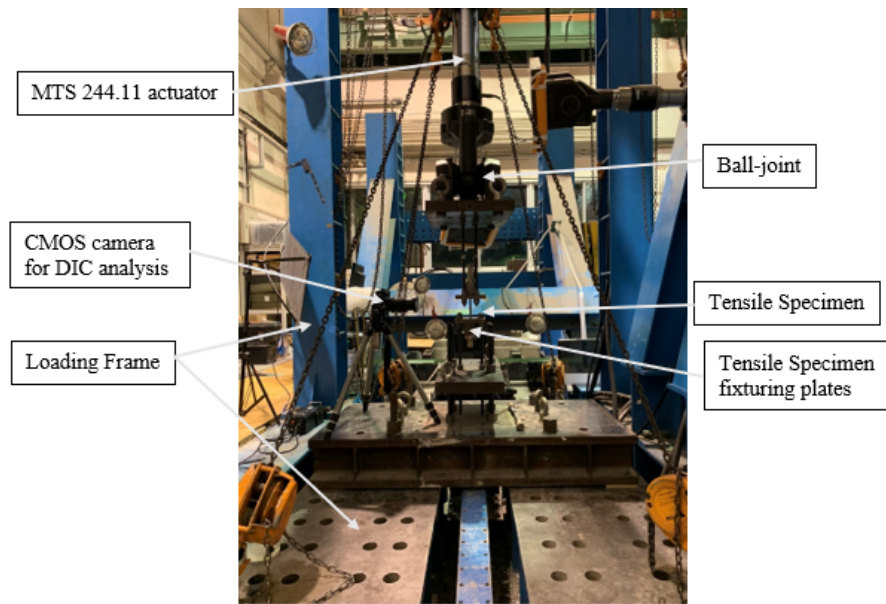 MTS 244.11 actuator
Ball-joint
CMOS camera
for DIC analysis
Tensile Specimen
Loading Frame
Tensile Specimen
fixturing plates